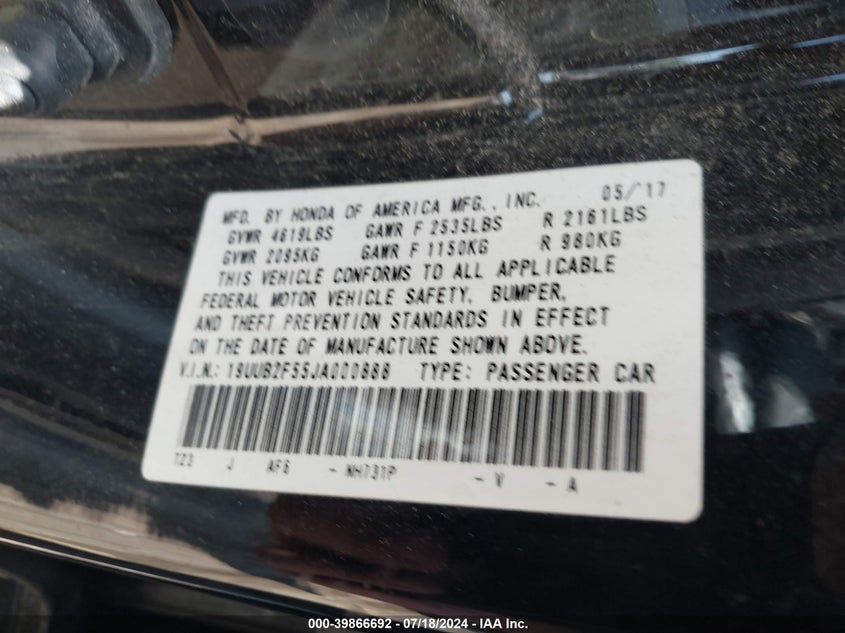 MFD. BY HONDA OF AMERICA MFG., INC. 05/'17
GVWR 4619LBS GAWR F 2535LBS R 2161LBS
GVWR 2095KG GAWR F 1150KG R 980KG
THIS VEHICLE CONFORMS TO ALL APPLICABLE
FEDERAL MOTOR VEHICLE SAFETY, BUMPER,
AND THEFT PREVENTION STANDARDS IN EFFECT
ON THE DATE OF MANUFACTURE SHOWN ABOVE.
V.I.N.: 19UUB2F55JA000888 TYPE: PASSENGER CAR
TZ3 J AF6 - NH731P - V - A
000-39866692 - 07/18/2024 - IAA Inc.